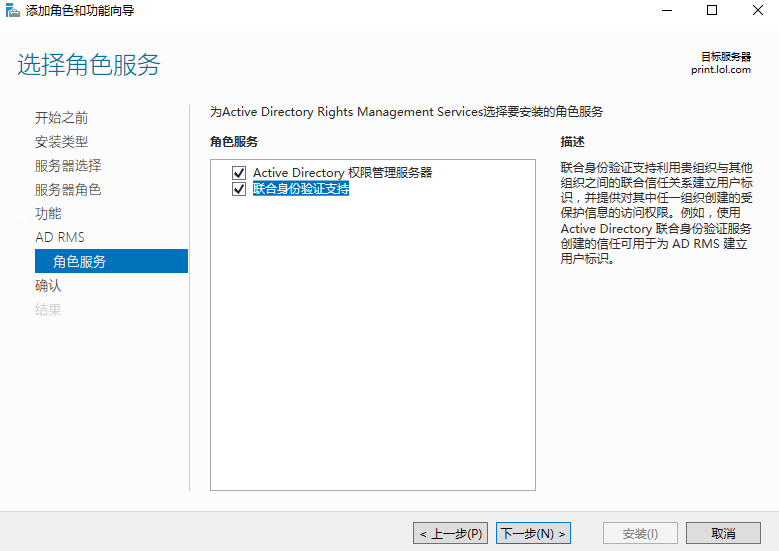 添加角色和功能向导
选择角色服务
目标服务器
print.lol.com
开始之前
安装类型
服务器选择
服务器角色
功能
AD RMS
角色服务
确认
结果
为Active Directory Rights Management Services选择要安装的角色服务
角色服务
Active Directory 权限管理服务器
联合身份验证支持
描述
联合身份验证支持利用贵组织与其他
组织之间的联合信任关系建立用户标
识，并提供对其中任一组织创建的受
保护信息的访问权限。例如，使用
Active Directory 联合身份验证服务
创建的信任可用于为 AD RMS 建立
用户标识。
< 上一步(P)
下一步(N) >
安装(I)
取消